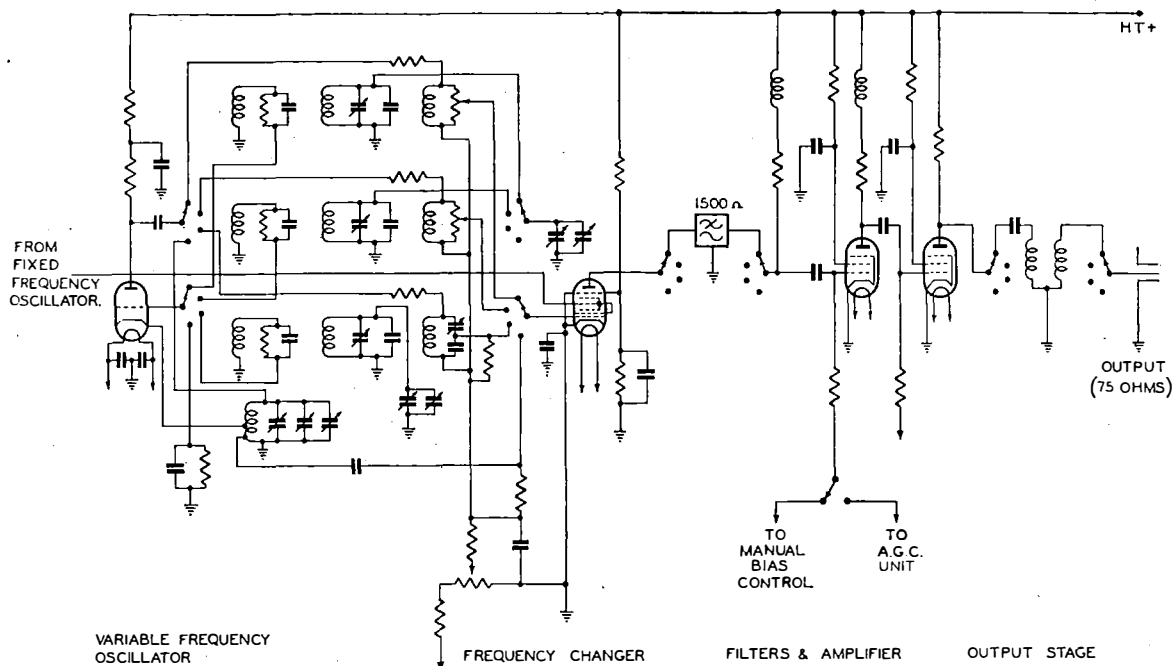 HT+
1500 Ω
FROM
FIXED
FREQUENCY
OSCILLATOR.
OUTPUT
(75 OHMS)
TO
MANUAL
BIAS
CONTROL
TO
A.G.C.
UNIT
VARIABLE FREQUENCY
OSCILLATOR
FREQUENCY CHANGER
FILTERS & AMPLIFIER
OUTPUT STAGE